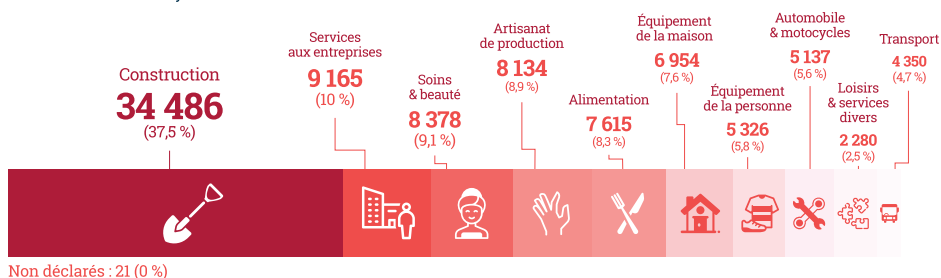 Construction
34 486
(37,5 %)
Services
aux entreprises
9 165
(10 %)
Soins
& beauté
8 378
(9,1 %)
Artisanat
de production
8 134
(8,9 %)
Alimentation
7 615
(8,3 %)
Équipement
de la maison
6 954
(7,6 %)
Équipement
de la personne
5 326
(5,8 %)
Automobile
& motocycles
5 137
(5,6 %)
Loisirs
& services
divers
2 280
(2,5 %)
Transport
4 350
(4,7 %)
Non déclarés : 21 (0 %)